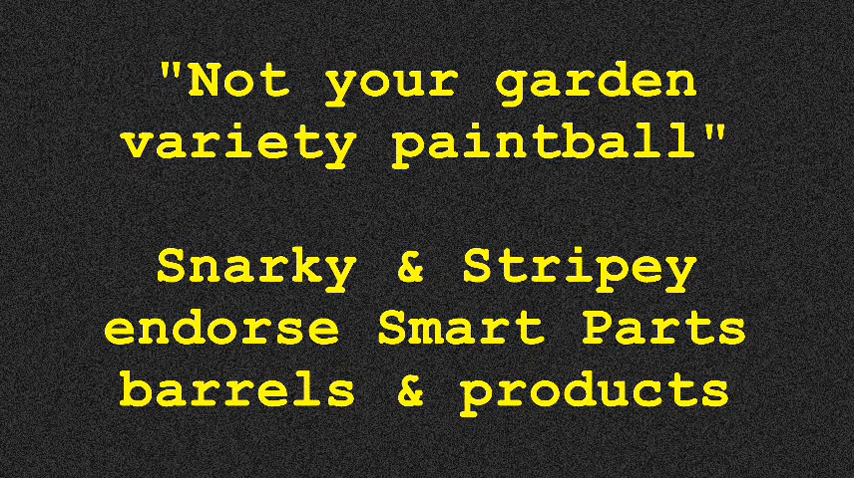 "Not your garden
variety paintball"
Snarky & Stripey
endorse Smart Parts
barrels & products